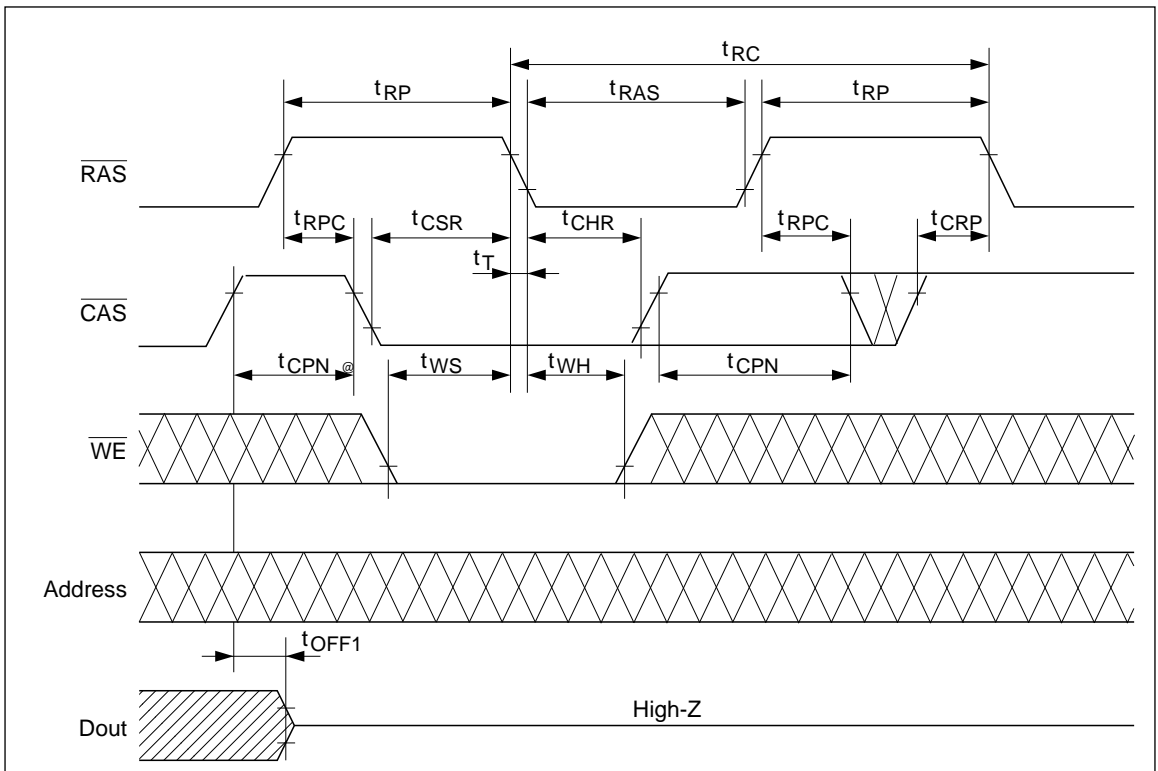 tRC
tRP tRAS tRP
RAS
tRPC tCSR tCHR tRPC tCRP
tT
CAS
tCPN @ tWS tWH tCPN
WE
Address
tOFF1
High-Z
Dout